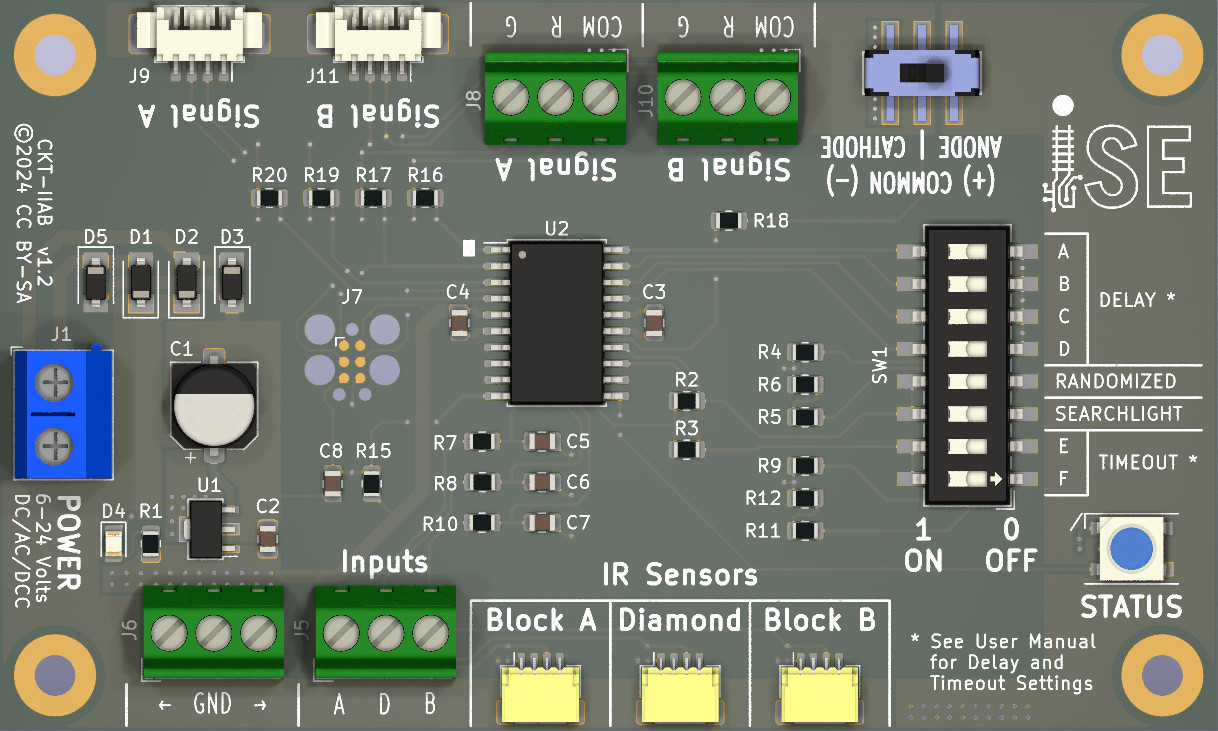 G R COM
G R COM
J9
J11
J8
J10
Signal A
Signal B
Signal A
Signal B
ANODE | CATHODE
(+) COMMON (-)
iSE
CKT-IIAB v1.2
©2024 CC BY-SA
R20 R19 R17 R16
R18
U2
D5 D1 D2 D3
J7
C4
C3
J1
C1
+
SW1
A
B
C
D
DELAY *
RANDOMIZED
SEARCHLIGHT
E
F
TIMEOUT *
R4
R6
R5
R2
R3
R7 C5
R8 C6
R10 C7
C8 R15
R9
R12
R11
U1
C2
D4 R1
POWER
6-24 Volts
DC/AC/DCC
1 0
ON OFF
STATUS
Inputs
IR Sensors
Block A Diamond Block B
J6
J5
← GND →
A D B
* See User Manual
for Delay and
Timeout Settings